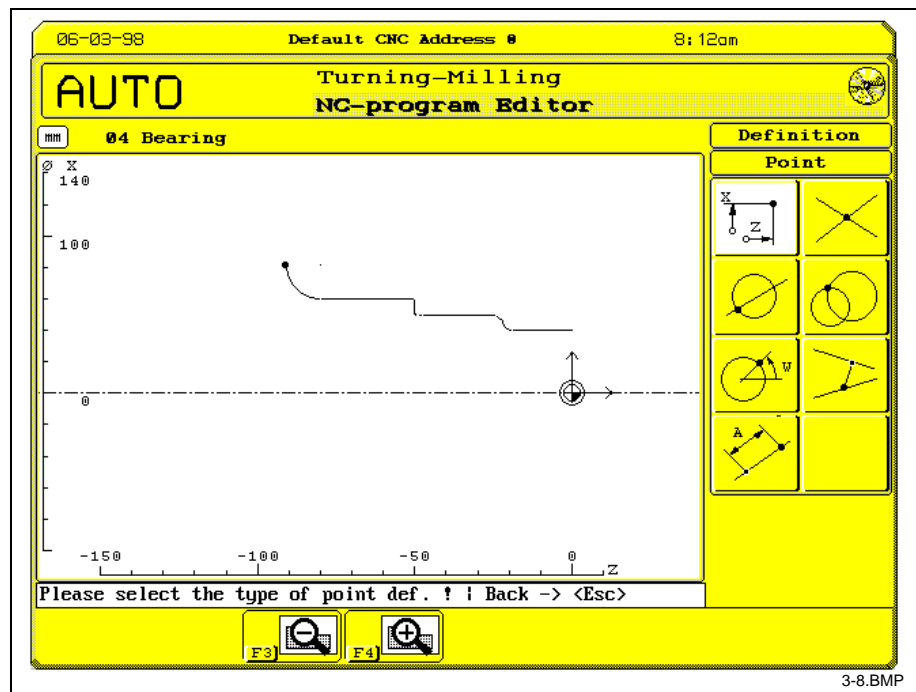 06-03-98 Default CNC Address 0 8:12am
AUTO
Turning-Milling
NC-program Editor
mm 04 Bearing
Definition
Point
Ø X
140
100
0
-150 -100 -50 0
Z
X
Z
W
A
Please select the type of point def. ! ¦ Back -> <Esc>
F3 F4
3-8.BMP